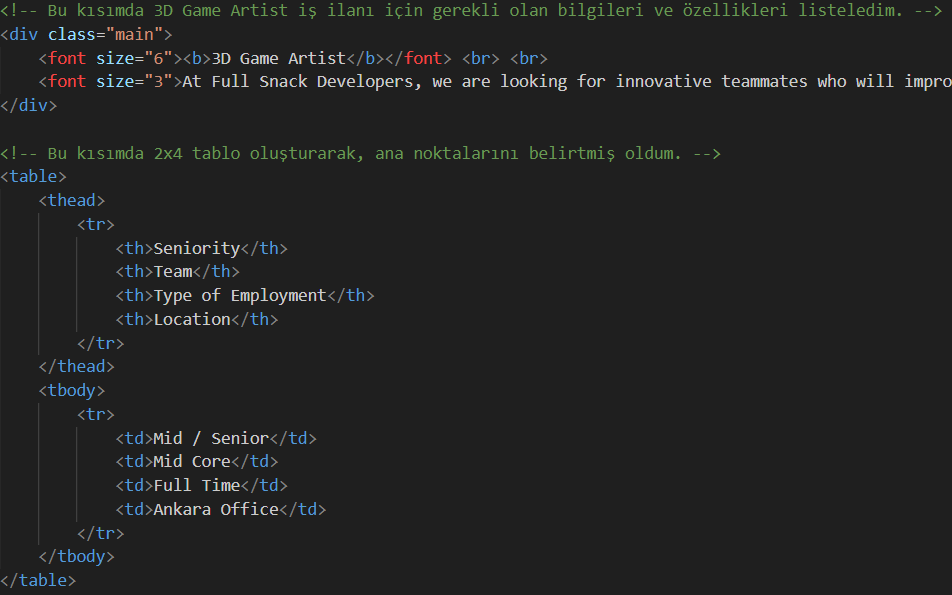 <!-- Bu kısımda 3D Game Artist iş ilanı için gerekli olan bilgileri ve özellikleri listeledim. -->
<div class="main">
    <font size="6"><b>3D Game Artist</b></font> <br> <br>
    <font size="3">At Full Snack Developers, we are looking for innovative teammates who will impro
</div>

<!-- Bu kısımda 2x4 tablo oluşturarak, ana noktalarını belirtmiş oldum. -->
<table>
    <thead>
        <tr>
            <th>Seniority</th>
            <th>Team</th>
            <th>Type of Employment</th>
            <th>Location</th>
        </tr>
    </thead>
    <tbody>
        <tr>
            <td>Mid / Senior</td>
            <td>Mid Core</td>
            <td>Full Time</td>
            <td>Ankara Office</td>
        </tr>
    </tbody>
</table>